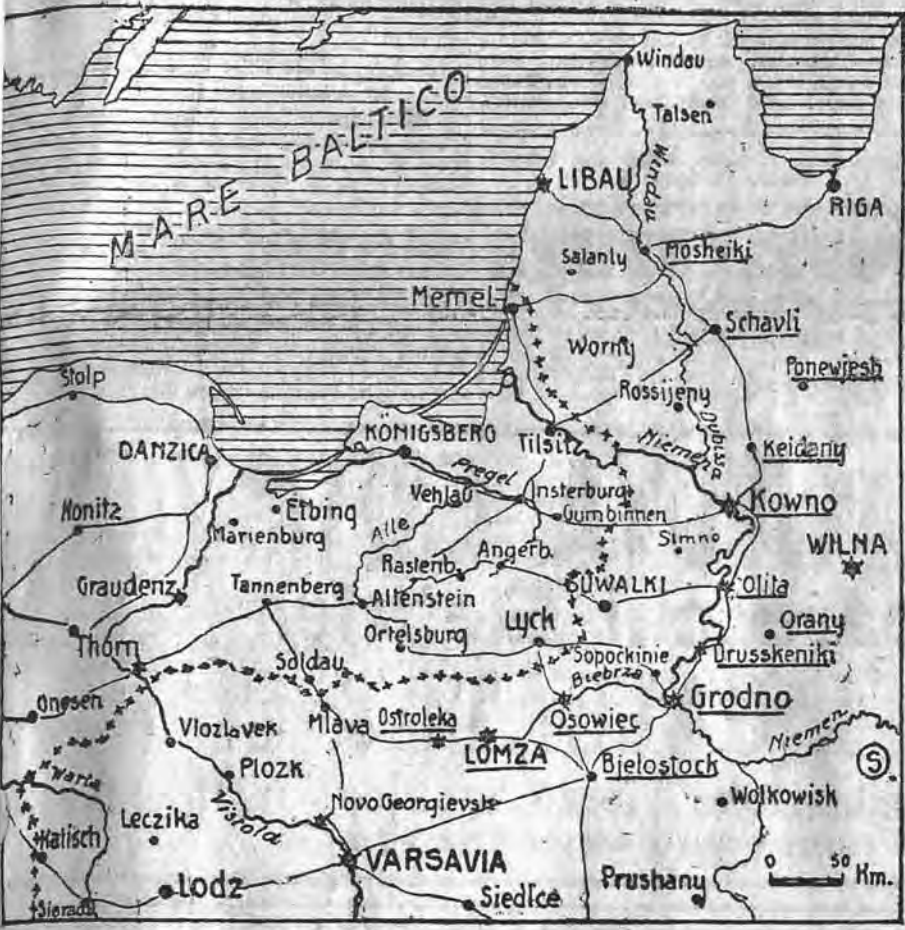 Windau
Talsen
MARE BALTICO
Windau
LIBAU
RIGA
Mosheiki
Salanty
Memel
Schavli
Worny
Ponewjesh
Stolp
Rossijeny
Dubissa
KÖNIGSBERG
Tilsit
Niemen
Keidany
DANZICA
Pregel
Vehlau
Insterburg
Kowno
Konitz
Elbing
Gumbinnen
Marienburg
Alle
Simno
WILNA
Angerb.
Rastenb.
Graudenz
Tannenberg
SUWALKI
Olita
Altenstein
Orany
Ortelsburg
Lyck
Thorn
Drusskeniki
Sopockinie
Soldau
Biebrza
Gnesen
Grodno
Mlava
Ostroleka
Osowiec
Vlozlavek
LOMZA
Niemen
S
Warta
Plozk
Bjelostock
Novo Georgievsk
Wolkowisk
Vistola
Leczika
Kalisch
VARSAVIA
0 50 Km.
Lodz
Prushany
Siedlce
Sieradz